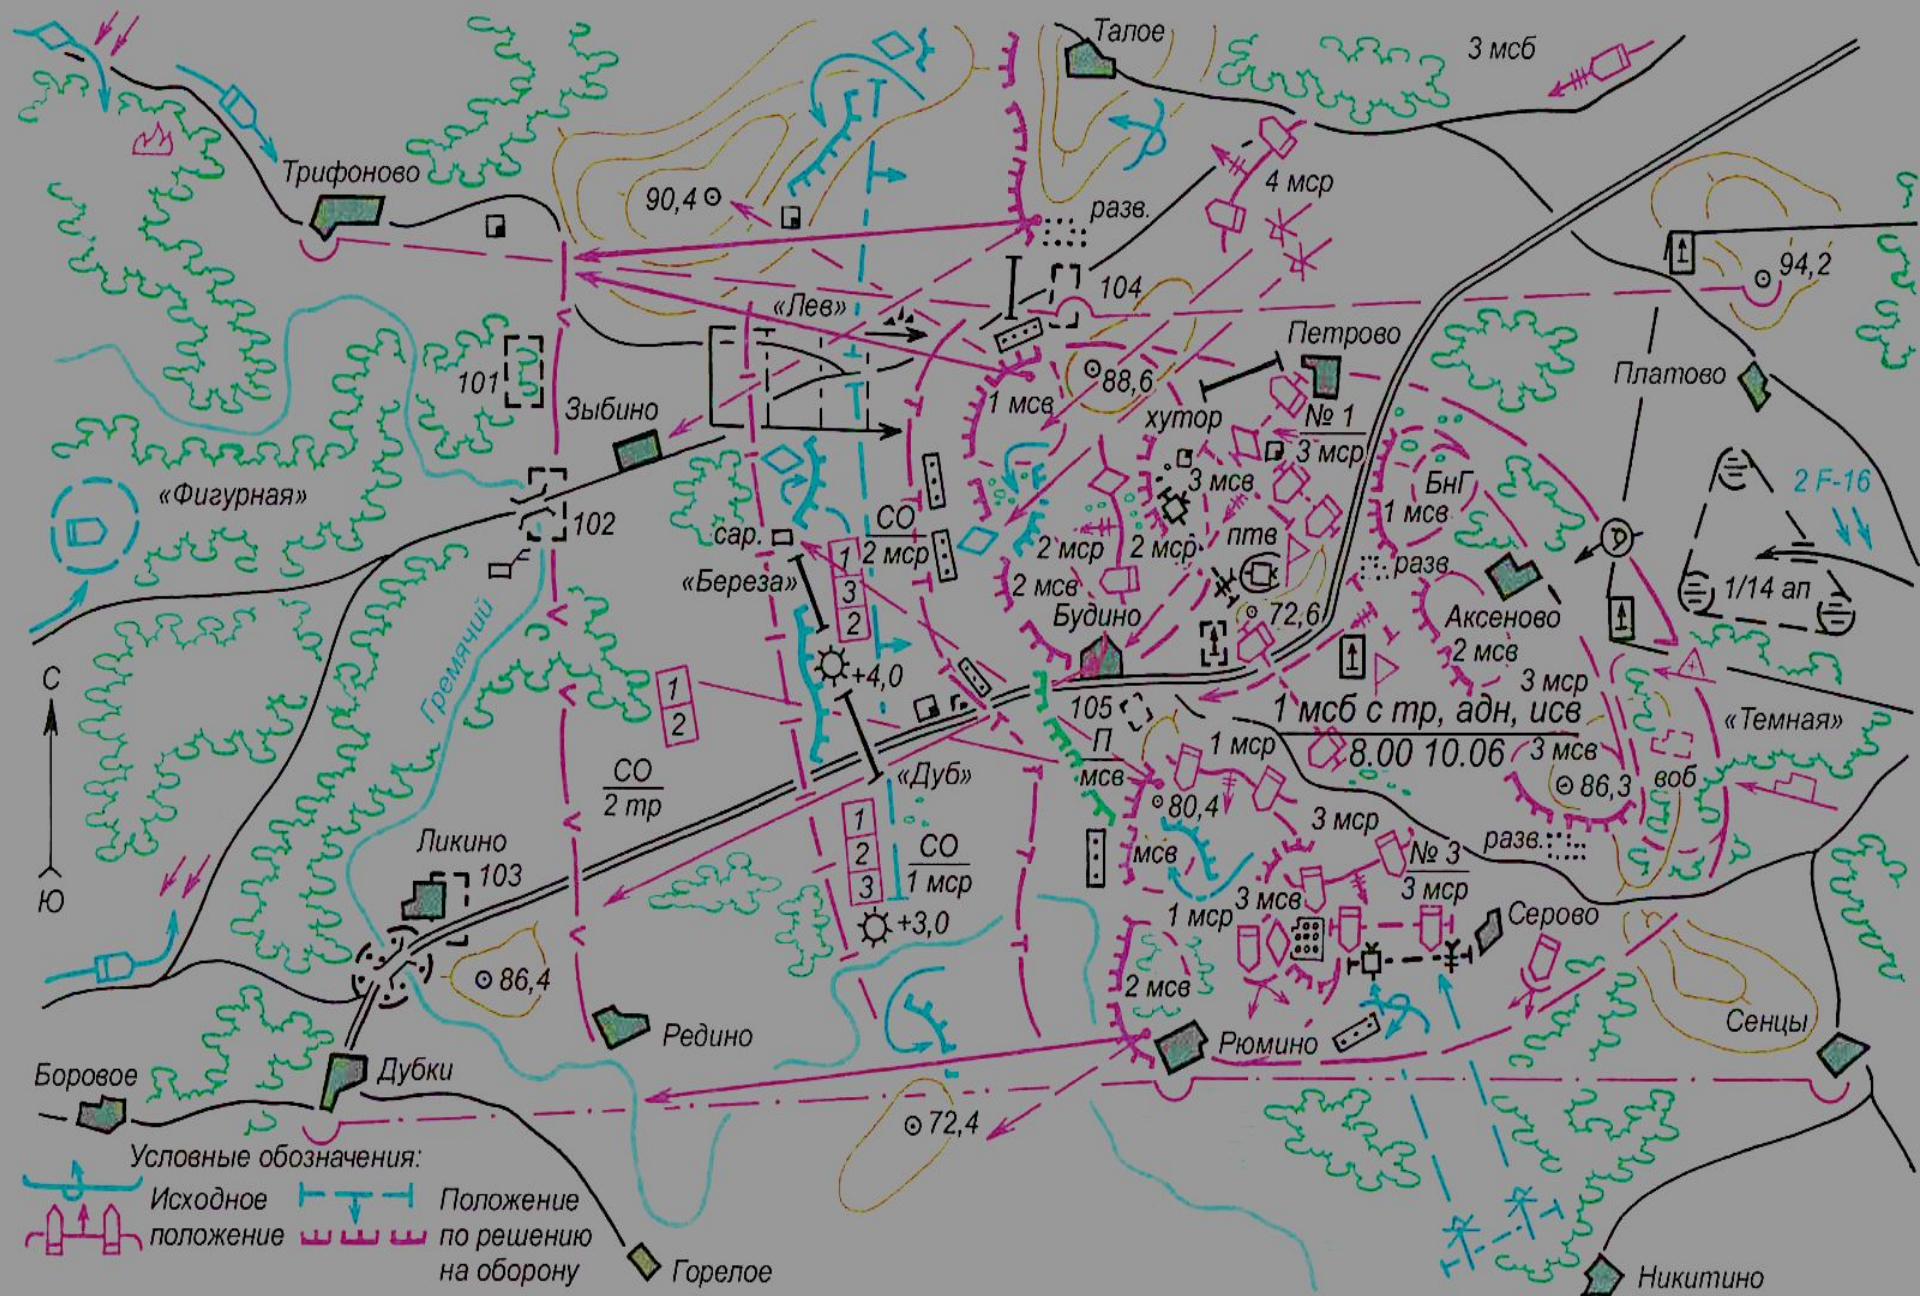 Талое
3 мсб
Трифоново
90,4
разв.
4 мср
94,2
«Лев»
104
Петрово
Платово
101
Зыбино
88,6
1 мсв
хутор
№ 1
3 мср
БнГ
1 мсв
2 F-16
«Фигурная»
102
сар.
СО
2 мср
3 мсв
птв
2 мср
2 мср
разв.
1/14 ап
«Береза»
1
3
2
2 мсв
Будино
72,6
Аксеново
2 мсв
С
Гремячий
+4,0
1
2
105
3 мср
1 мсб с тр, адн, исв
8.00 10.06
«Темная»
П
мсв
1 мср
3 мсв
86,3
воб
СО
2 тр
«Дуб»
80,4
3 мср
разв.
Ликино
103
1
2
3
СО
1 мср
мсв
№ 3
3 мср
Ю
+3,0
1 мср
3 мсв
Серово
86,4
2 мсв
Редино
Рюмино
Сенцы
Боровое
Дубки
72,4
Условные обозначения:
Исходное
положение
Положение
по решению
на оборону
Горелое
Никитино